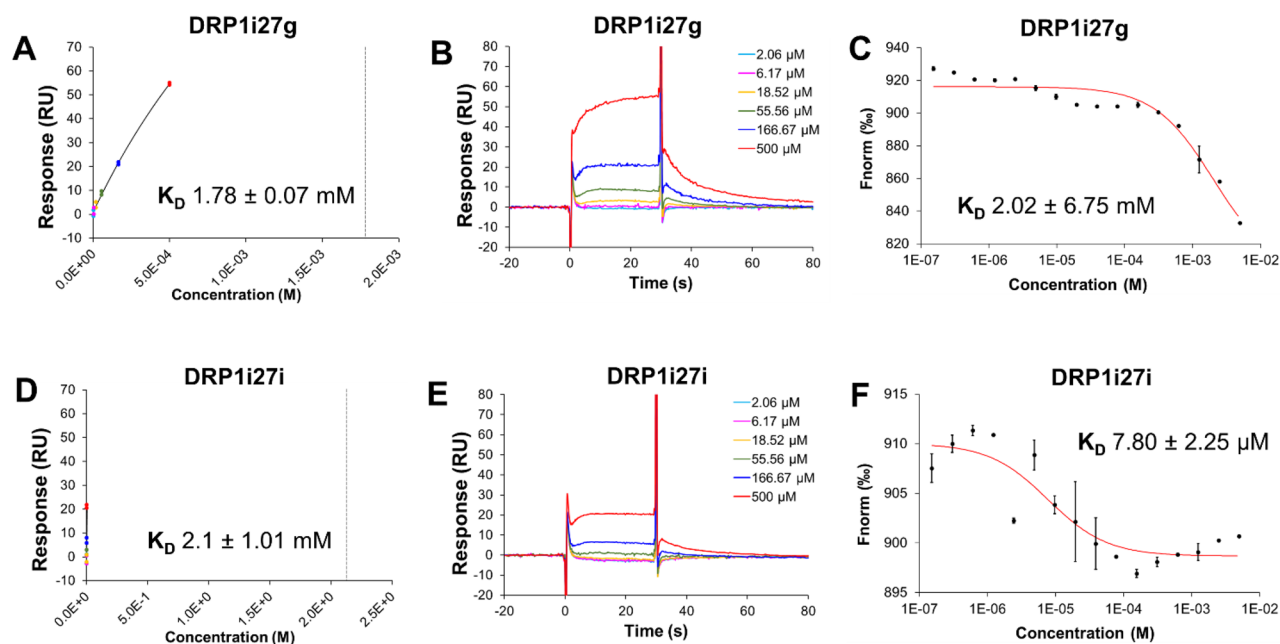 A
DRP1i27g
Response (RU)
70
60
50
40
30
20
10
0
-10
K_D 1.78 ± 0.07 mM
0.0E+00
5.0E-04
1.0E-03
1.5E-03
2.0E-03
Concentration (M)
B
DRP1i27g
Response (RU)
80
70
60
50
40
30
20
10
0
-10
-20
2.06 µM
6.17 µM
18.52 µM
55.56 µM
166.67 µM
500 µM
-20
0
20
40
60
80
Time (s)
C
DRP1i27g
Fnorm (‰)
940
920
900
880
860
840
820
K_D 2.02 ± 6.75 mM
1E-07
1E-06
1E-05
1E-04
1E-03
1E-02
Concentration (M)
D
DRP1i27i
Response (RU)
70
60
50
40
30
20
10
0
-10
K_D 2.1 ± 1.01 mM
0.0E+0
5.0E-1
1.0E+0
1.5E+0
2.0E+0
2.5E+0
Concentration (M)
E
DRP1i27i
Response (RU)
80
70
60
50
40
30
20
10
0
-10
-20
2.06 µM
6.17 µM
18.52 µM
55.56 µM
166.67 µM
500 µM
-20
0
20
40
60
80
Time (s)
F
DRP1i27i
Fnorm (‰)
915
910
905
900
895
K_D 7.80 ± 2.25 µM
1E-07
1E-06
1E-05
1E-04
1E-03
1E-02
Concentration (M)